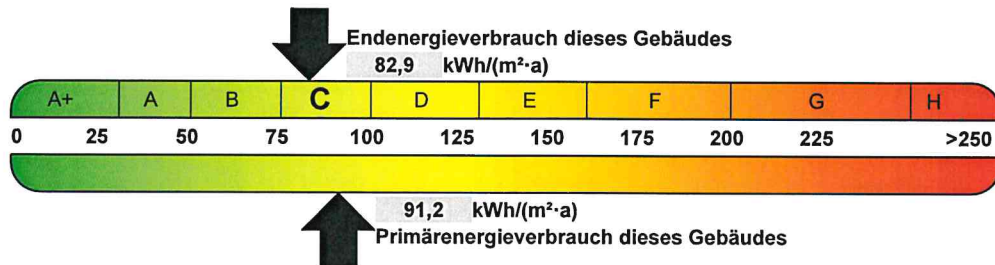 Endenergieverbrauch dieses Gebäudes
82,9 kWh/(m²·a)
A+ A B C D E F G H
0 25 50 75 100 125 150 175 200 225 >250
91,2 kWh/(m²·a)
Primärenergieverbrauch dieses Gebäudes